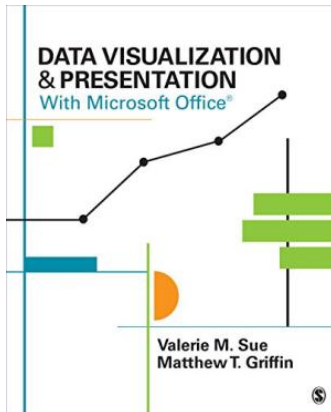 DATA VISUALIZATION
& PRESENTATION
With Microsoft Office®
Valerie M. Sue
Matthew T. Griffin